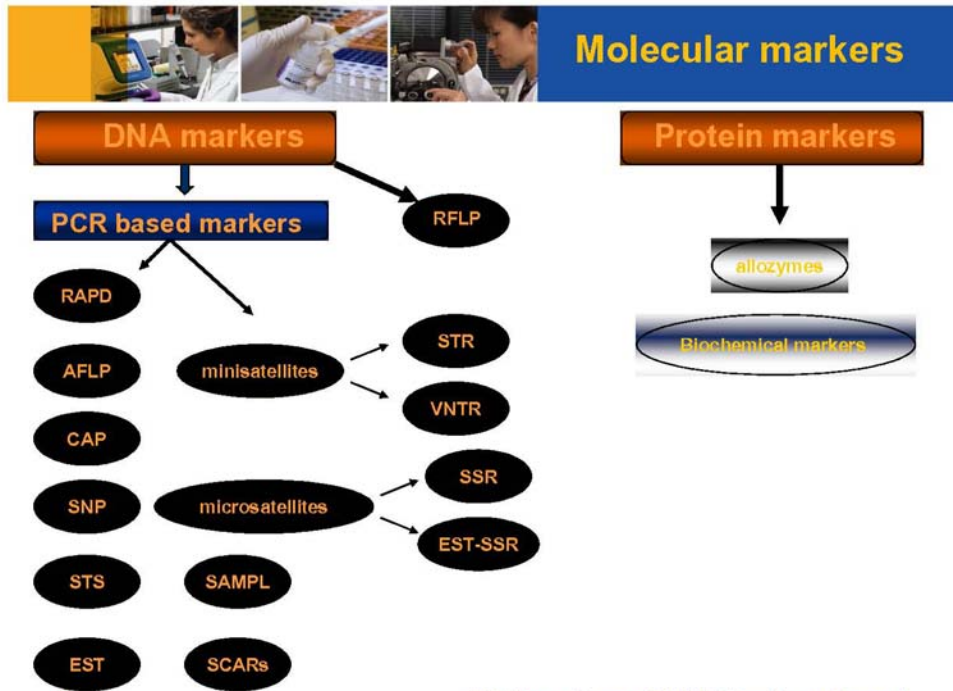 Molecular markers
DNA markers
Protein markers
PCR based markers
RFLP
allozymes
RAPD
Biochemical markers
STR
AFLP
minisatellites
VNTR
CAP
SSR
SNP
microsatellites
EST-SSR
STS
SAMPL
EST
SCARs